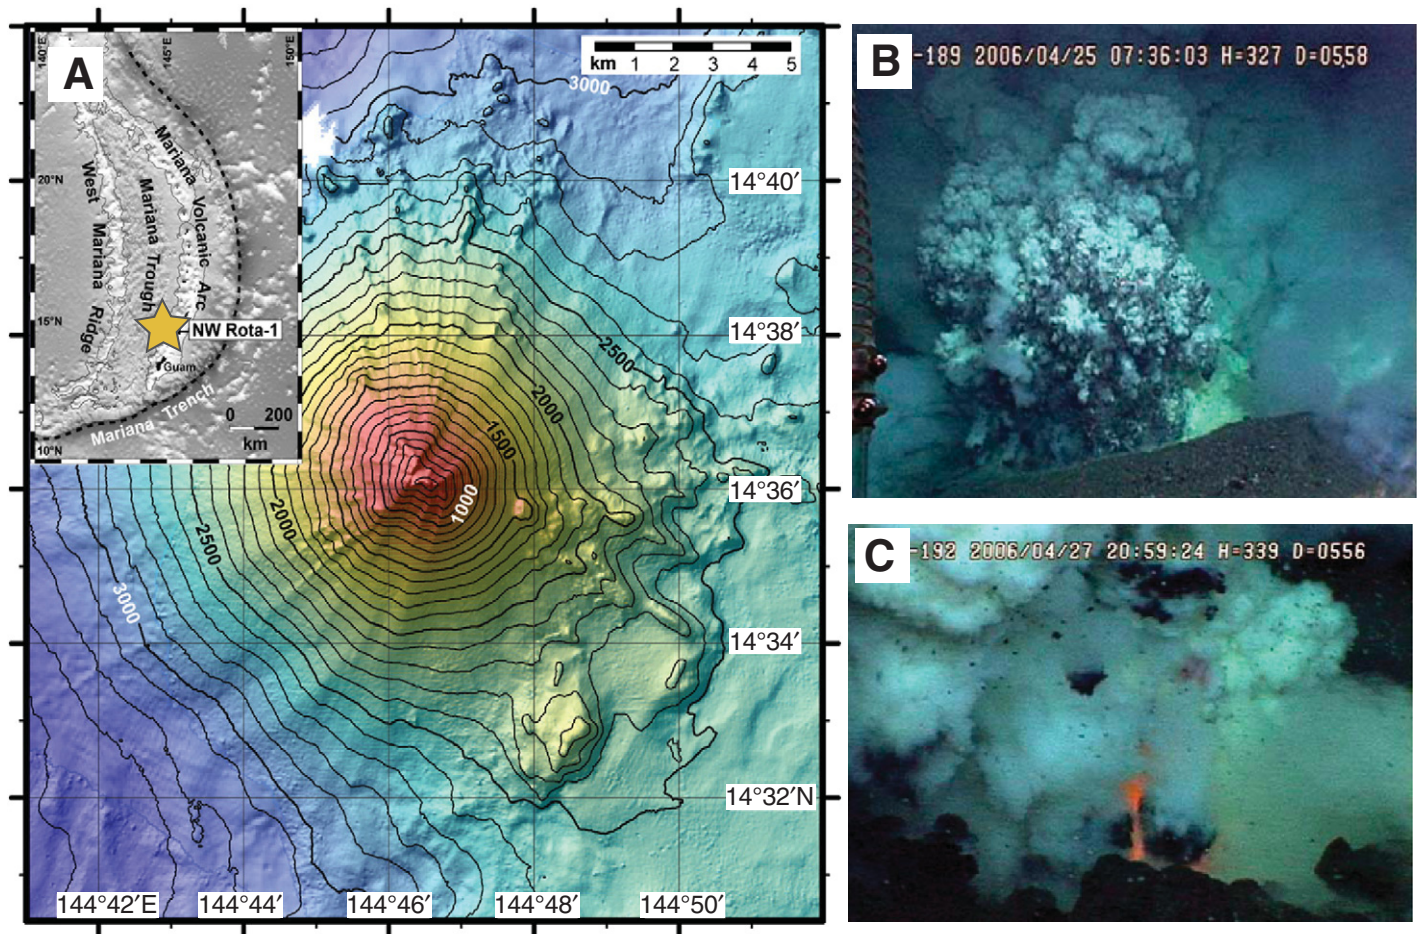 A
140°E
145°E
150°E
20°N
15°N
10°N
West Mariana Ridge
Mariana Trough
Mariana Volcanic Arc
NW Rota-1
Guam
Mariana Trench
0 200
km
km 1 2 3 4 5
3000
2500
2000
1500
1000
2000
2500
3000
14°40′
14°38′
14°36′
14°34′
14°32′N
144°42′E
144°44′
144°46′
144°48′
144°50′
B
-189 2006/04/25 07:36:03 H=327 D=0558
C
-192 2006/04/27 20:59:24 H=339 D=0556